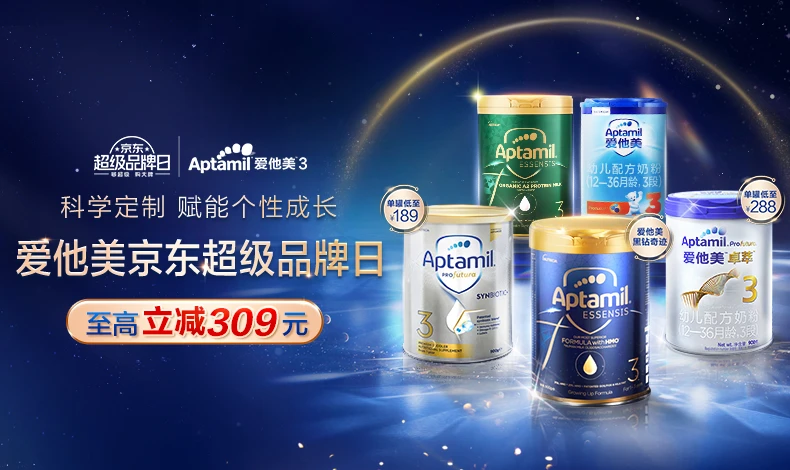 京东
超级品牌日
够超级 购大牌
Aptamil 爱他美 3
科学定制 赋能个性成长
爱他美京东超级品牌日
至高立减309元
Aptamil
ESSENSIS
ORGANIC A2 PROTEIN MILK
3
Aptamil
爱他美
幼儿配方奶粉
(12—36月龄, 3段)
3
单罐低至
¥189
Aptamil
PROfutura
SYNBIOTIC+
3
爱他美
黑钻奇迹
Aptamil
ESSENSIS
FORMULA with HMO
3
Growing Up Formula
单罐低至
¥288
Aptamil Profutura
爱他美 卓萃
3
幼儿配方奶粉
(12—36月龄, 3段)